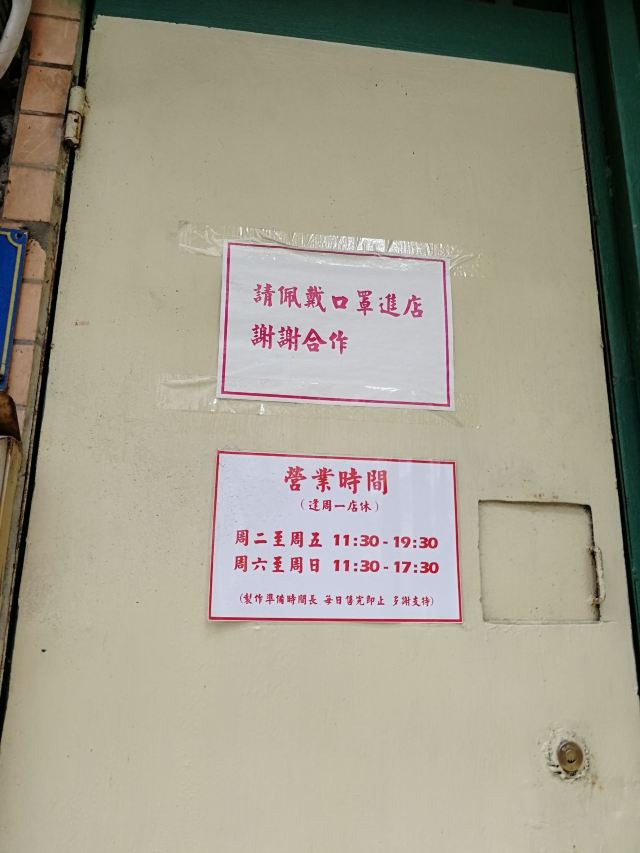 請佩戴口罩進店
謝謝合作
營業時間
（逢周一店休）
周二至周五 11:30 - 19:30
周六至周日 11:30 - 17:30
（製作準備時間長 每日售完即止 多謝支持）